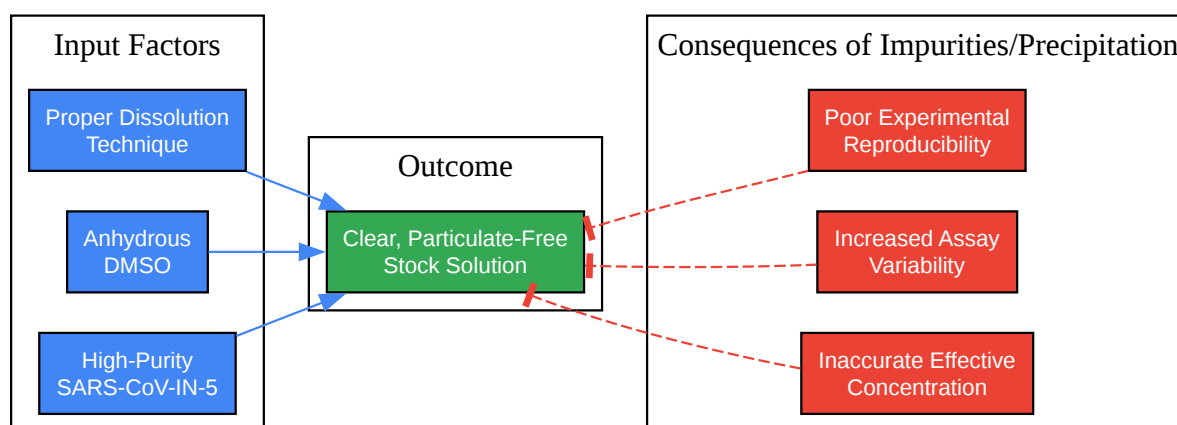 Input Factors
Proper Dissolution
Technique
Anhydrous
DMSO
High-Purity
SARS-CoV-IN-5
Outcome
Clear, Particulate-Free
Stock Solution
Consequences of Impurities/Precipitation
Poor Experimental
Reproducibility
Increased Assay
Variability
Inaccurate Effective
Concentration